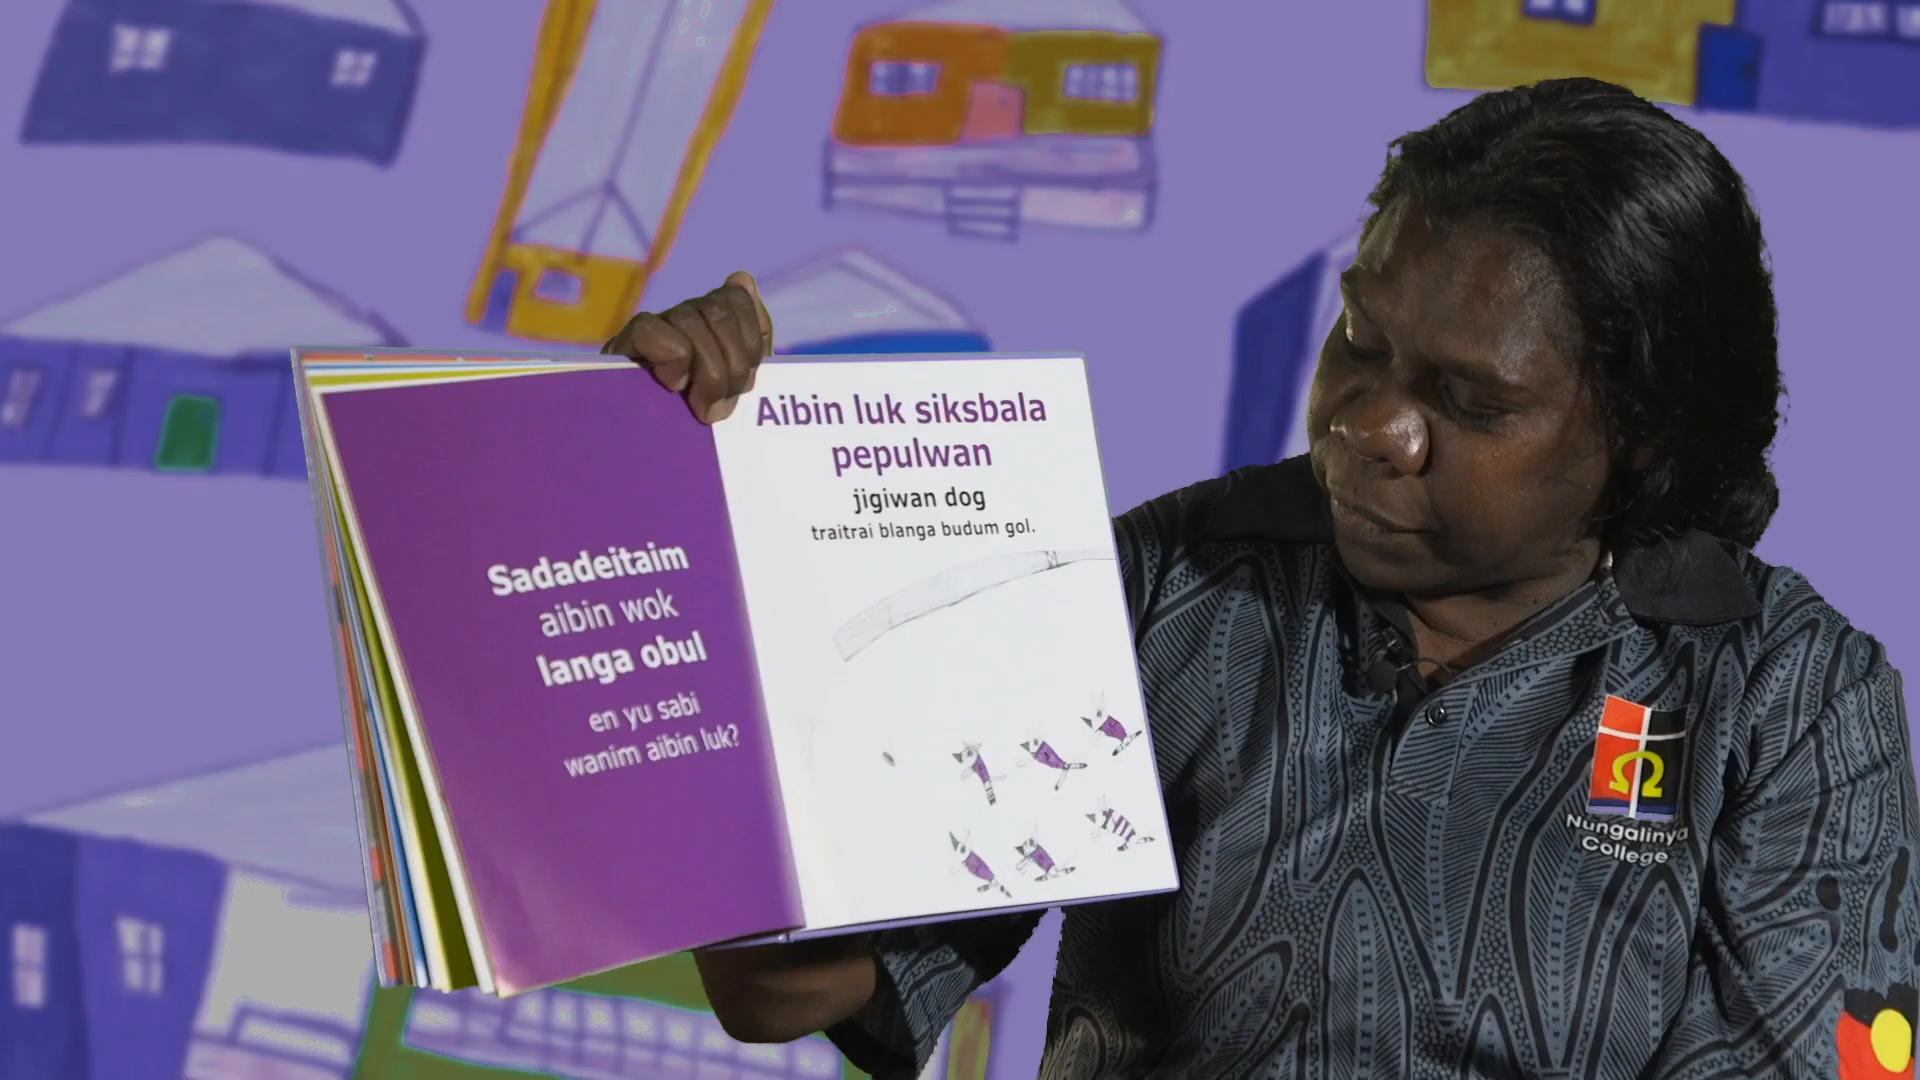 Sadadeitaim
aibin wok
langa obul
en yu sabi
wanim aibin luk?
Aibin luk siksbala
pepulwan
jigiwan dog
traitrai blanga budum gol.
Nungalinya
College